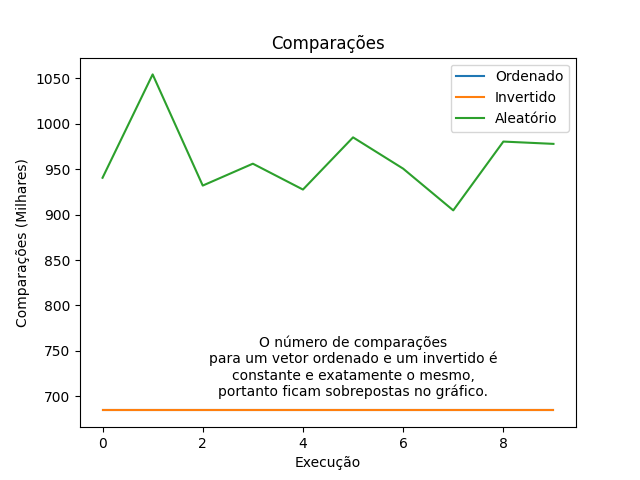 Comparações
Ordenado
Invertido
Aleatório
Comparações (Milhares)
1050
1000
950
900
850
800
750
700
O número de comparações
para um vetor ordenado e um invertido é
constante e exatamente o mesmo,
portanto ficam sobrepostas no gráfico.
0 2 4 6 8
Execução